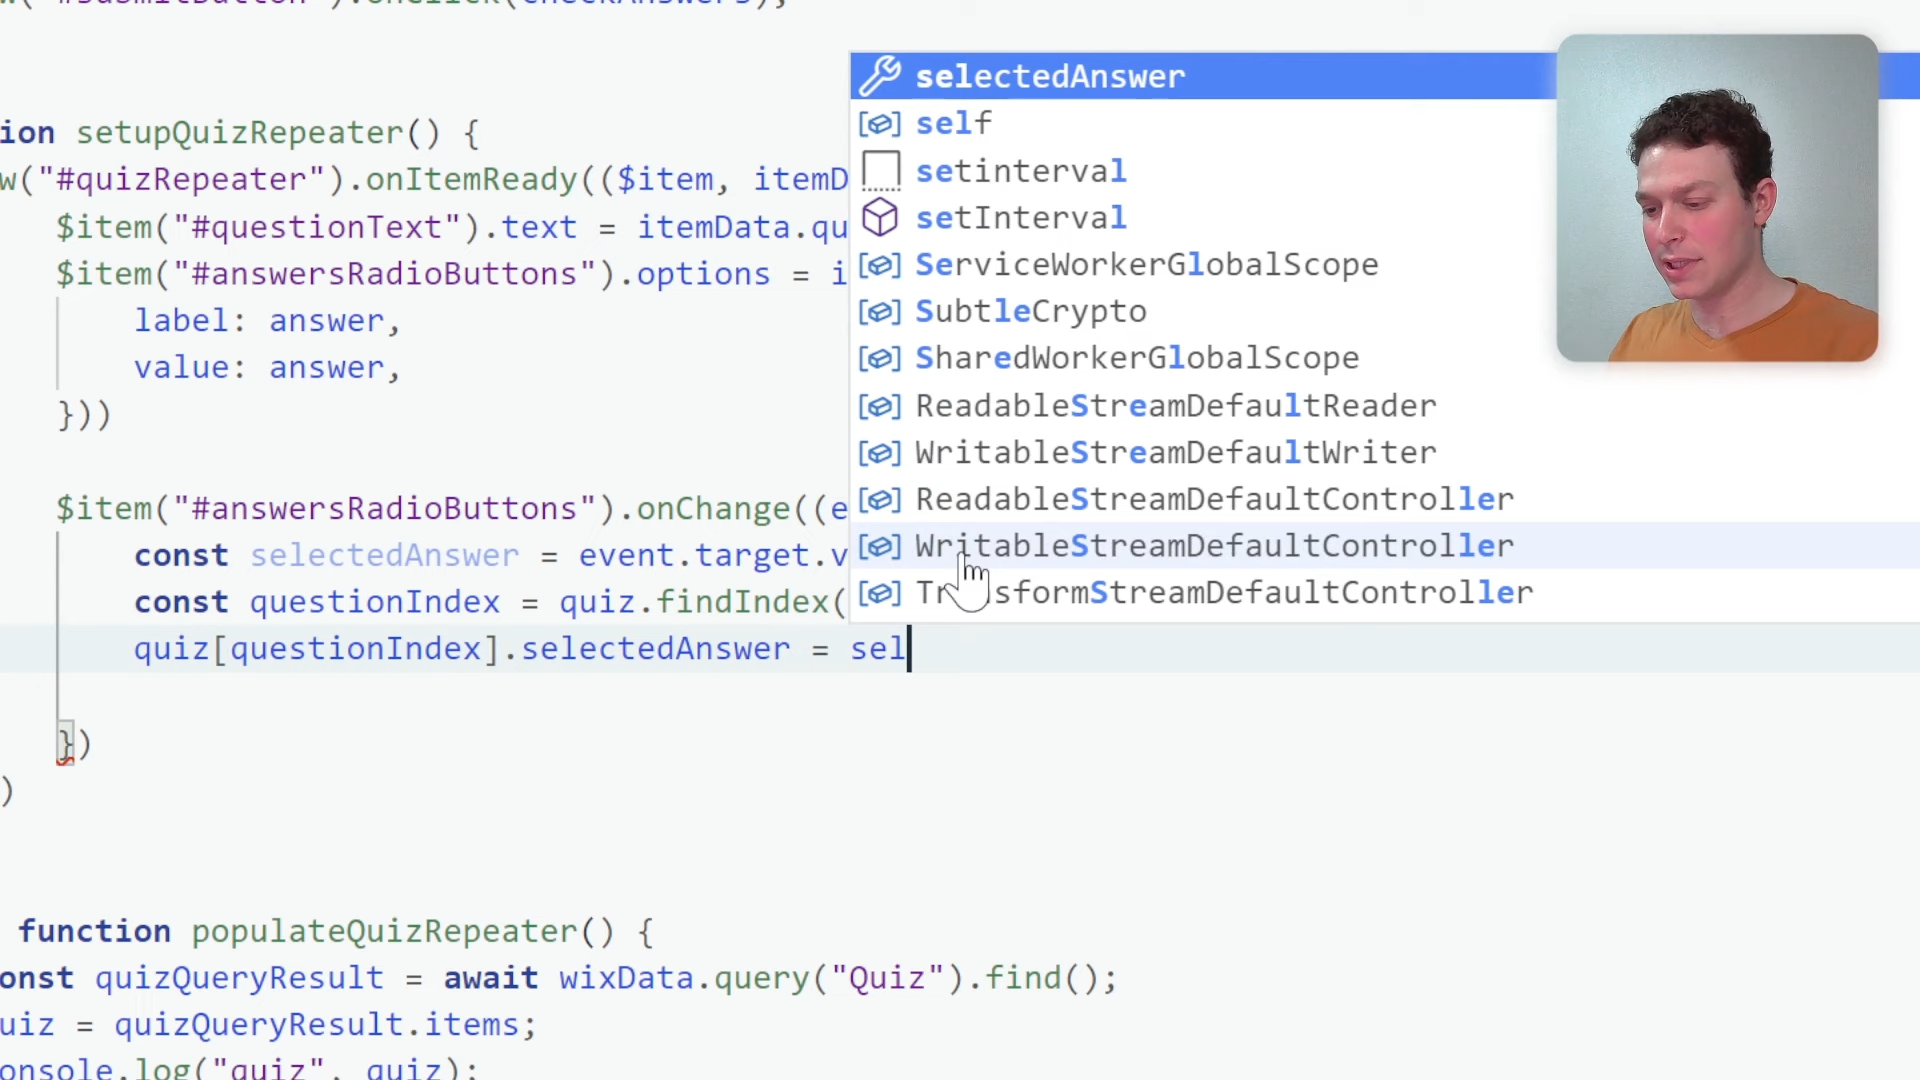 ion setupQuizRepeater() {
w("#quizRepeater").onItemReady(($item, itemD
$item("#questionText").text = itemData.qu
$item("#answersRadioButtons").options = i
label: answer,
value: answer,
}))
$item("#answersRadioButtons").onChange((e
const selectedAnswer = event.target.v
const questionIndex = quiz.findIndex(
quiz[questionIndex].selectedAnswer = sel
})
)
function populateQuizRepeater() {
onst quizQueryResult = await wixData.query("Quiz").find();
uiz = quizQueryResult.items;
onsole.log("quiz", quiz);
selectedAnswer
self
setinterval
setInterval
ServiceWorkerGlobalScope
SubtleCrypto
SharedWorkerGlobalScope
ReadableStreamDefaultReader
WritableStreamDefaultWriter
ReadableStreamDefaultController
WritableStreamDefaultController
TransformStreamDefaultController